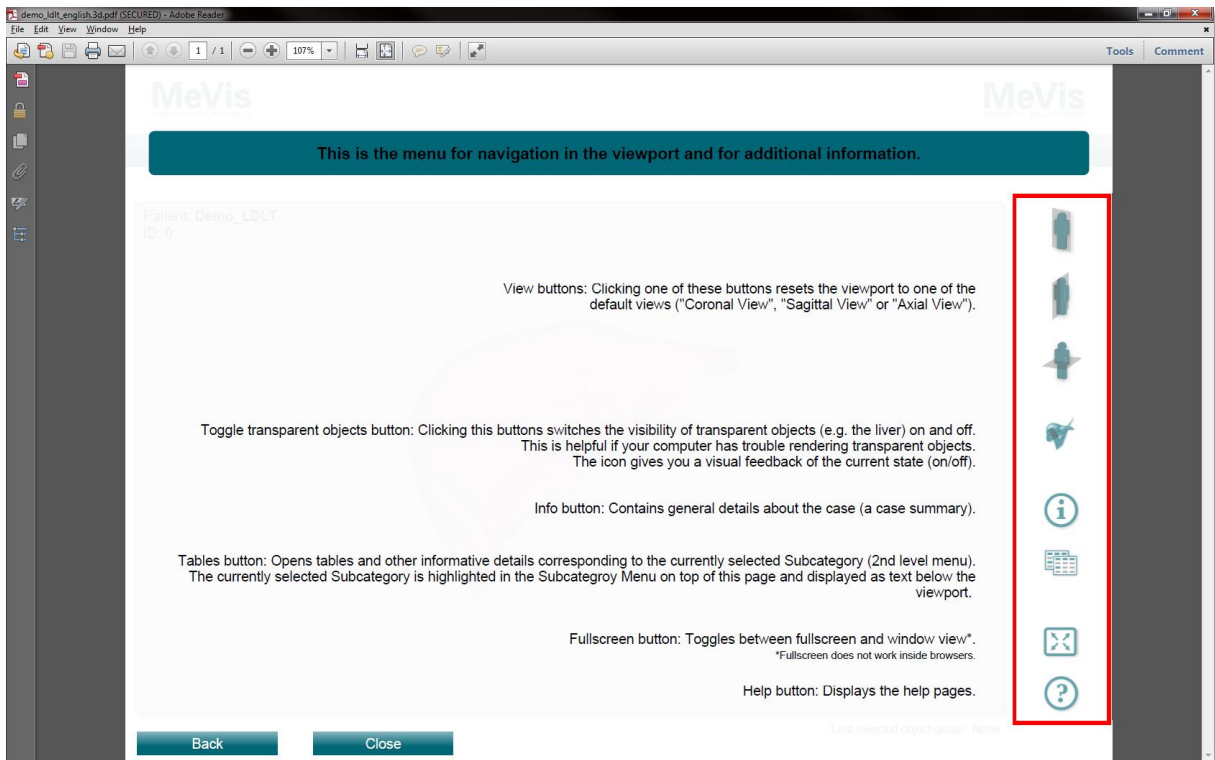 demo_ldlt_english.3d.pdf (SECURED) - Adobe Reader
File Edit View Window Help
1 / 1 107% Tools Comment
MeVis MeVis
This is the menu for navigation in the viewport and for additional information.
Patient: Demo_LDLT
ID: 0
View buttons: Clicking one of these buttons resets the viewport to one of the
default views ("Coronal View", "Sagittal View" or "Axial View").
Toggle transparent objects button: Clicking this buttons switches the visibility of transparent objects (e.g. the liver) on and off.
This is helpful if your computer has trouble rendering transparent objects.
The icon gives you a visual feedback of the current state (on/off).
Info button: Contains general details about the case (a case summary).
Tables button: Opens tables and other informative details corresponding to the currently selected Subcategory (2nd level menu).
The currently selected Subcategory is highlighted in the Subcategroy Menu on top of this page and displayed as text below the
viewport.
Fullscreen button: Toggles between fullscreen and window view*.
*Fullscreen does not work inside browsers.
Help button: Displays the help pages.
Last selected object group: None
Back Close